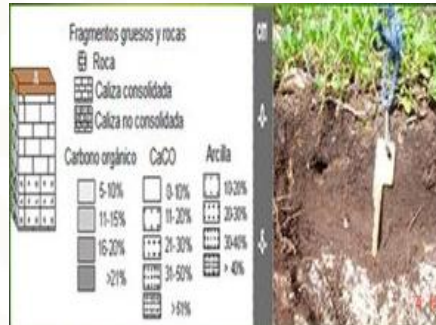 Fragmentos gruesos y rocas
Roca
Caliza consolidada
Caliza no consolidada
Carbono orgánico
CaCO
Arcilla
5-10%
11-15%
16-20%
>21%
0-10%
11-20%
21-30%
31-50%
>51%
10-20%
20-30%
30-40%
> 40%
cm
A